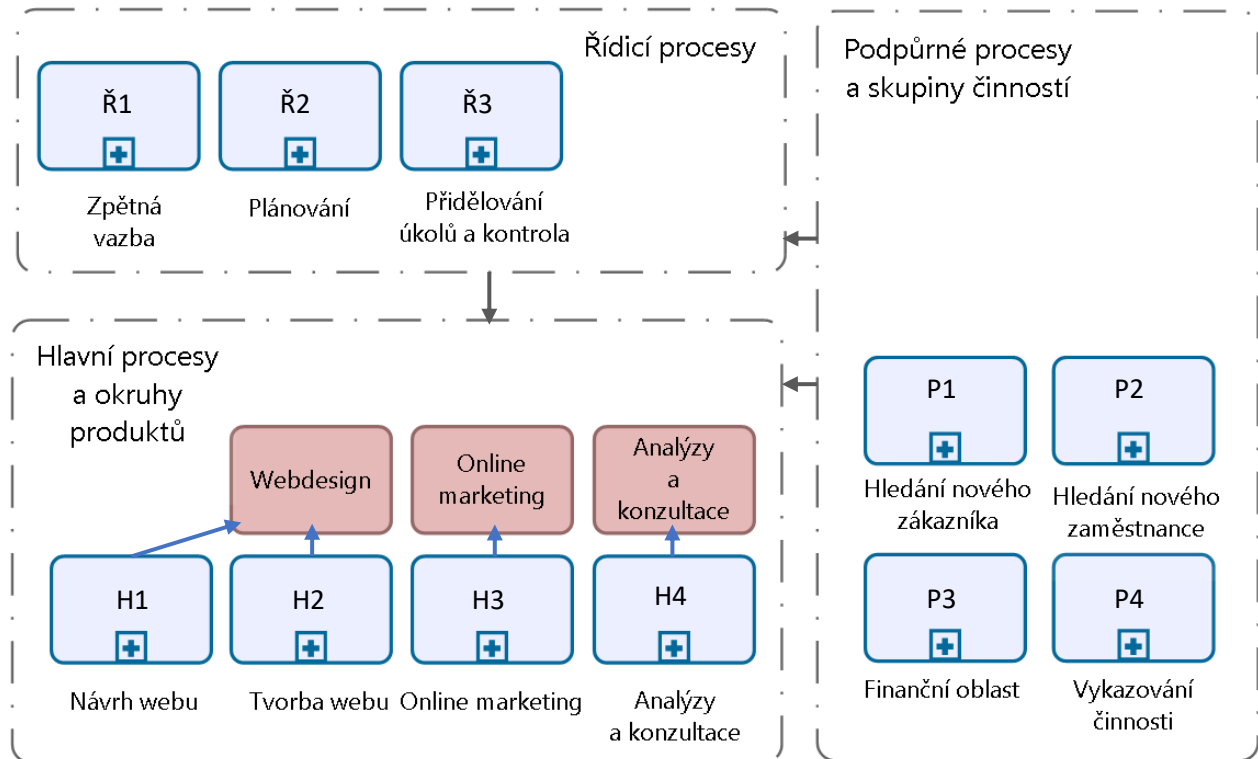 Řídicí procesy
Ř1
Ř2
Ř3
Zpětná
vazba
Plánování
Přidělování
úkolů a kontrola
Hlavní procesy
a okruhy
produktů
Webdesign
Online
marketing
Analýzy
a
konzultace
H1
H2
H3
H4
Návrh webu
Tvorba webu
Online marketing
Analýzy
a konzultace
Podpůrné procesy
a skupiny činností
P1
P2
Hledání nového
zákazníka
Hledání nového
zaměstnance
P3
P4
Finanční oblast
Vykazování
činnosti